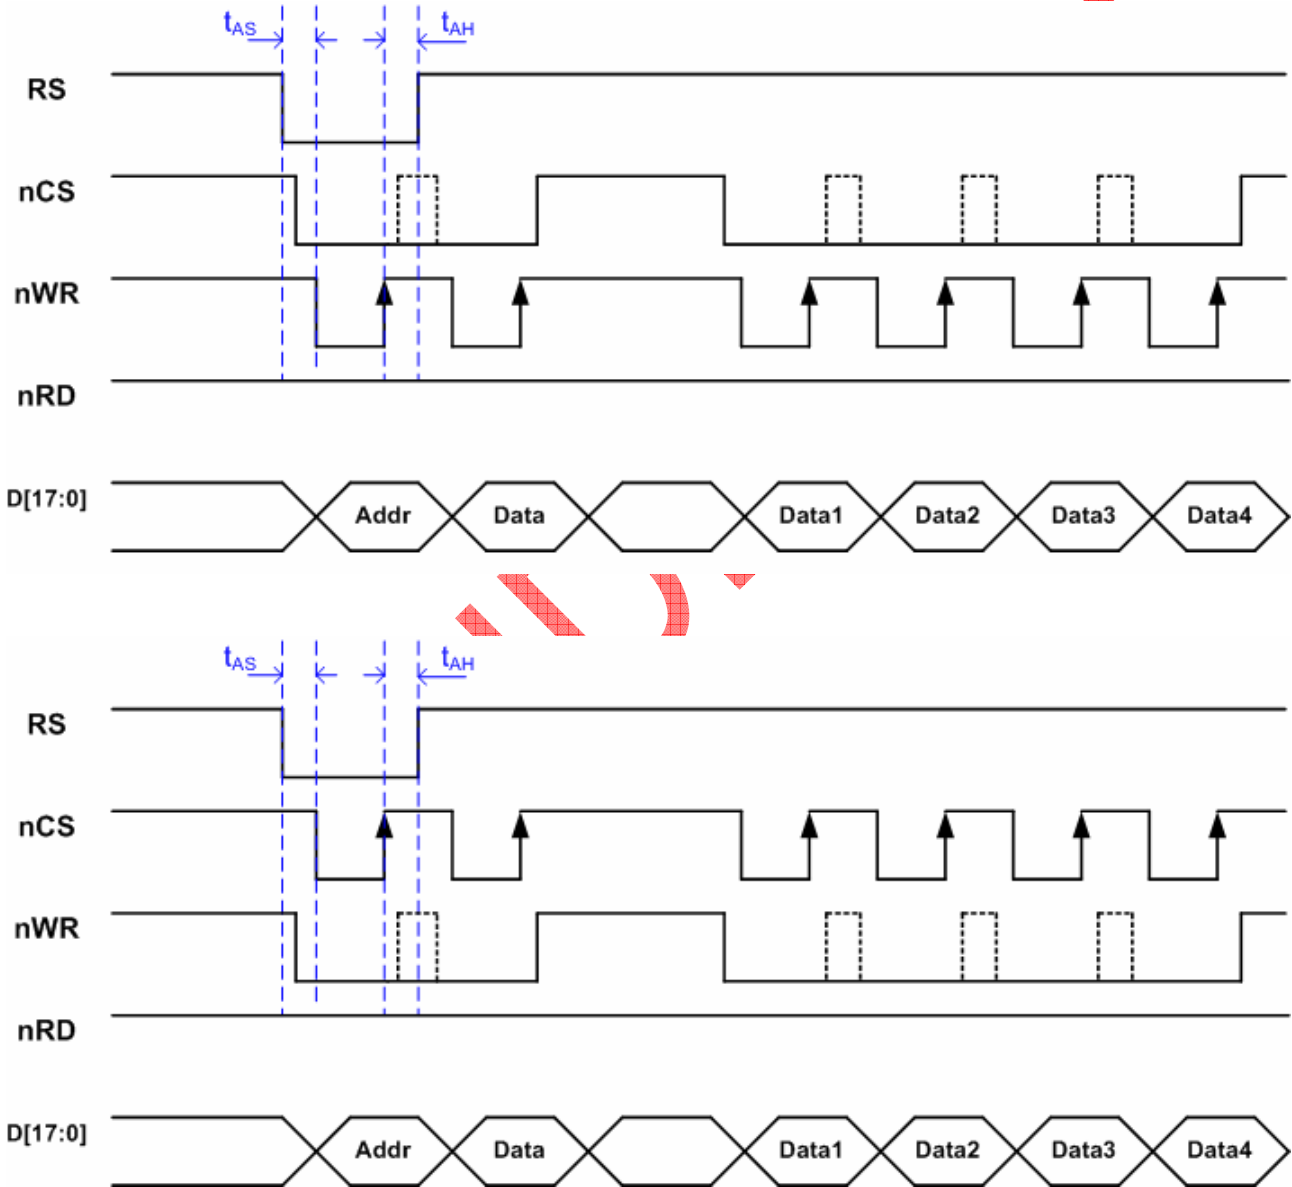 tAS tAH
RS
nCS
nWR
nRD
D[17:0] Addr Data Data1 Data2 Data3 Data4
tAS tAH
RS
nCS
nWR
nRD
D[17:0] Addr Data Data1 Data2 Data3 Data4